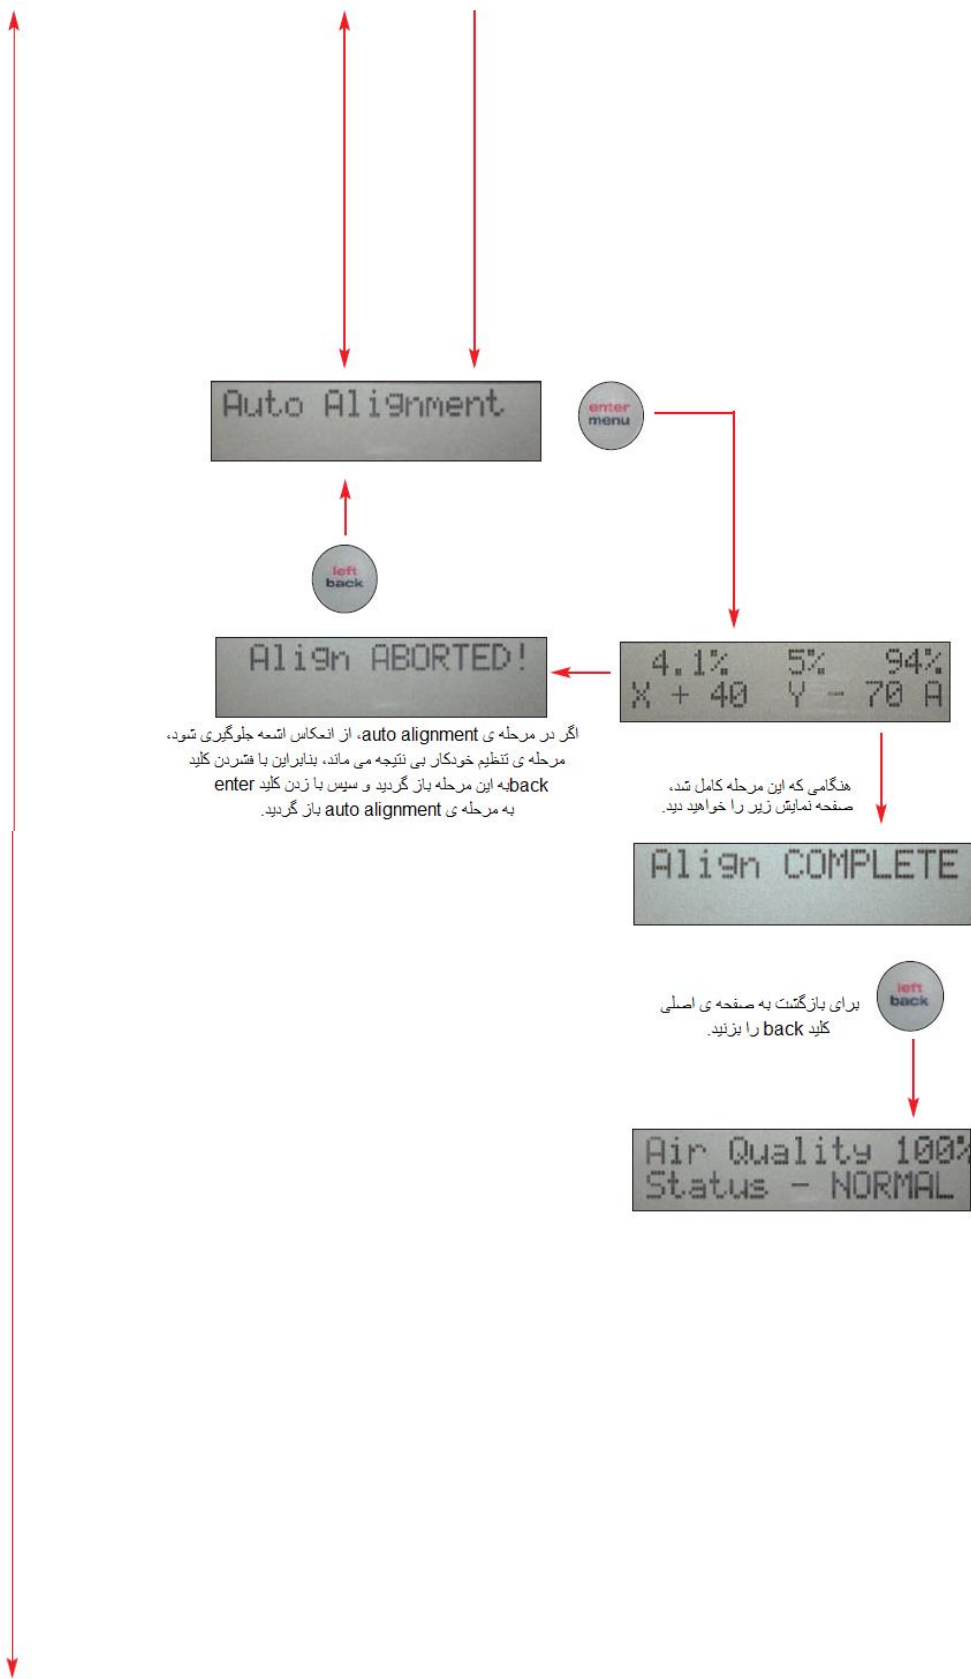 Auto Alignment
enter
menu
left
back
Align ABORTED!
4.1% 5% 94%
X + 40 Y - 70 A
اگر در مرحله ی auto alignment، از انعکاس اشعه جلوگیری شود،
مرحله ی تنظیم خودکار بی نتیجه می ماند، بنابراین با فشردن کلید
backبه این مرحله باز گردید و سپس با زدن کلید enter
به مرحله ی auto alignment باز گردید.
هنگامی که این مرحله کامل شد،
صفحه نمایش زیر را خواهید دید.
Align COMPLETE
left
back
برای بازگشت به صفحه ی اصلی
کلید back را بزنید.
Air Quality 100%
Status - NORMAL